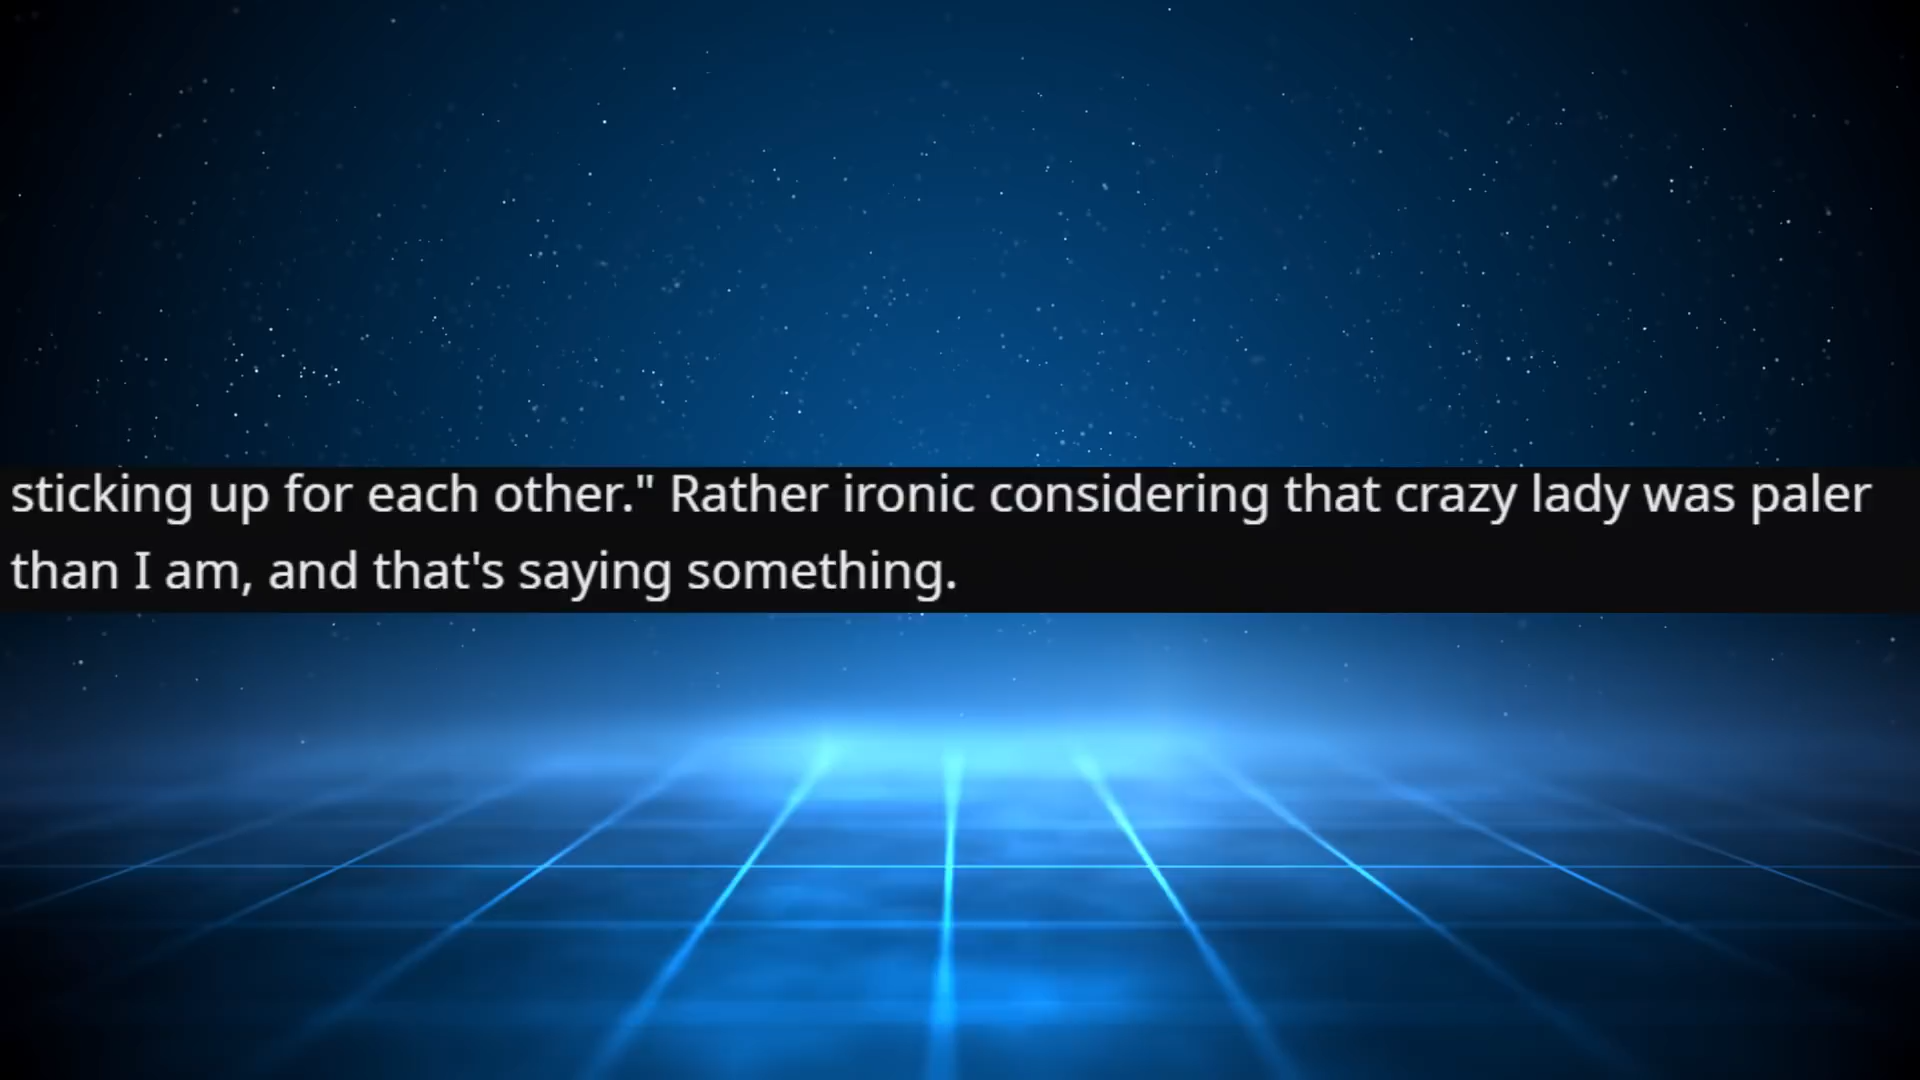 sticking up for each other." Rather ironic considering that crazy lady was paler
than I am, and that's saying something.